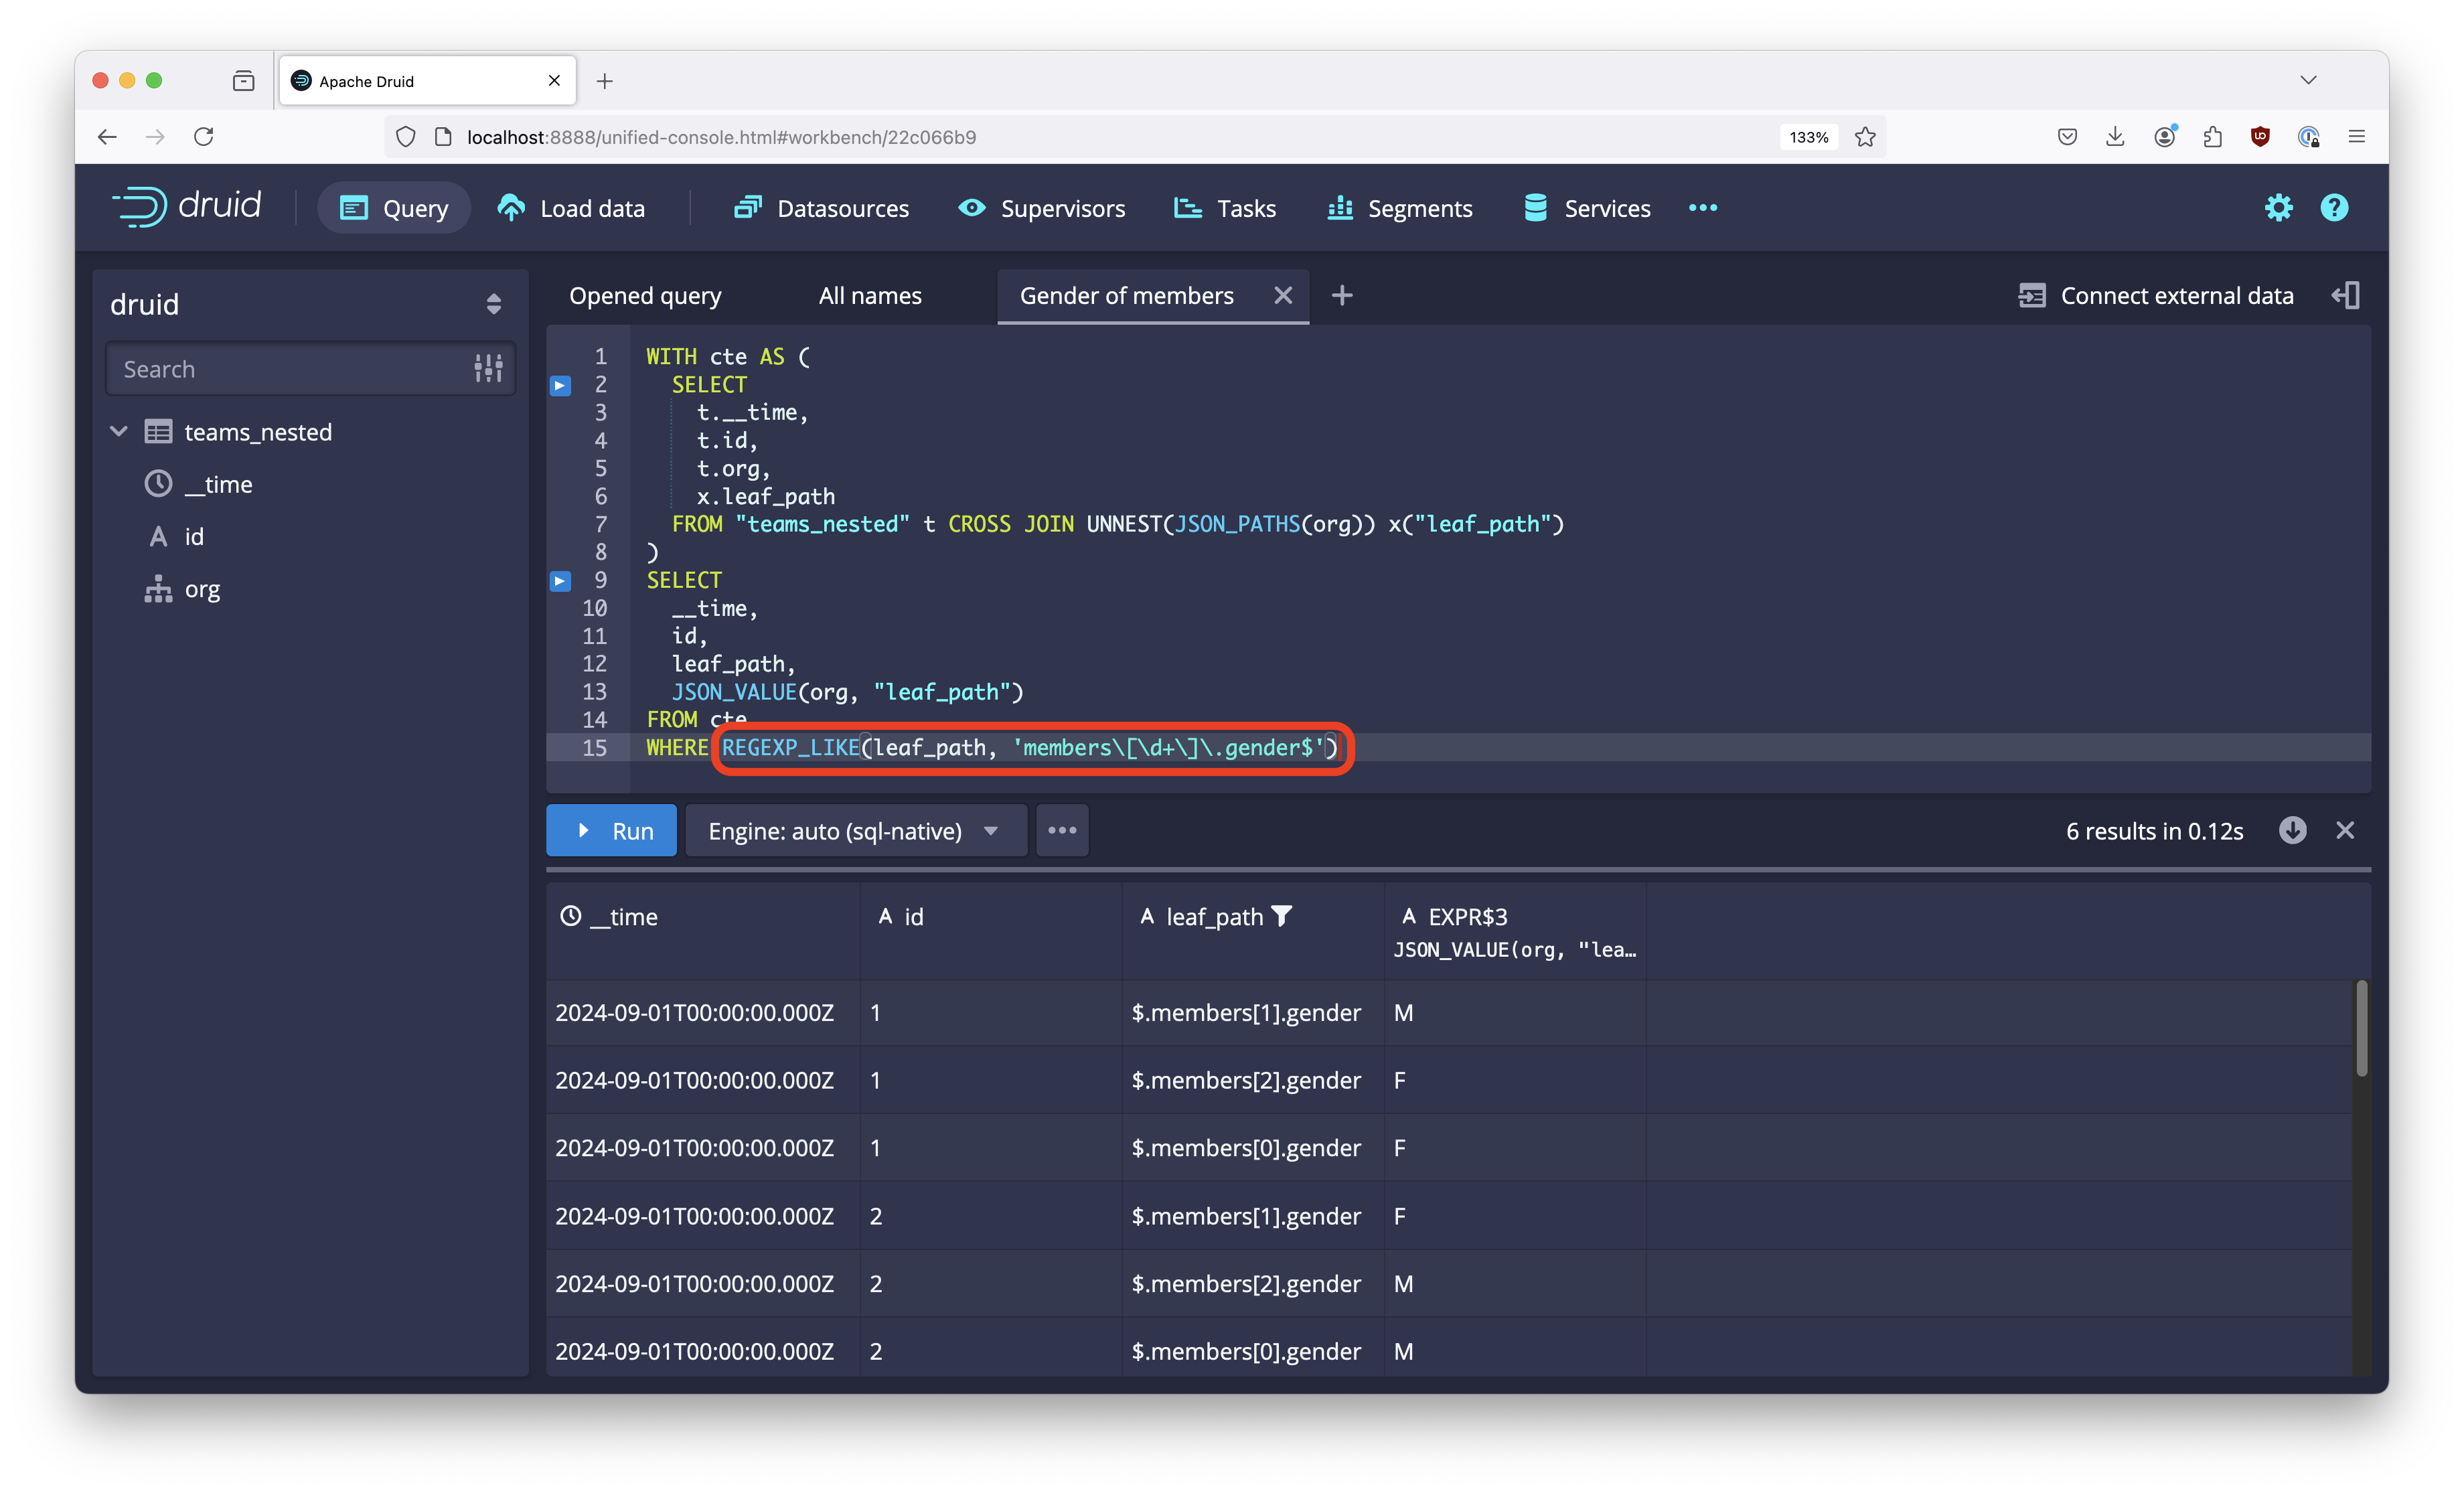 Apache Druid
localhost:8888/unified-console.html#workbench/22c066b9
133%
druid
Query
Load data
Datasources
Supervisors
Tasks
Segments
Services
druid
Search
teams_nested
__time
id
org
Opened query
All names
Gender of members
Connect external data
1 WITH cte AS (
2 SELECT
3 t.__time,
4 t.id,
5 t.org,
6 x.leaf_path
7 FROM "teams_nested" t CROSS JOIN UNNEST(JSON_PATHS(org)) x("leaf_path")
8 )
9 SELECT
10 __time,
11 id,
12 leaf_path,
13 JSON_VALUE(org, "leaf_path")
14 FROM cte
15 WHERE REGEXP_LIKE(leaf_path, 'members\[\d+\]\.gender$')
Run
Engine: auto (sql-native)
6 results in 0.12s
__time A id A leaf_path A EXPR$3
JSON_VALUE(org, "lea…
2024-09-01T00:00:00.000Z 1 $.members[1].gender M
2024-09-01T00:00:00.000Z 1 $.members[2].gender F
2024-09-01T00:00:00.000Z 1 $.members[0].gender F
2024-09-01T00:00:00.000Z 2 $.members[1].gender F
2024-09-01T00:00:00.000Z 2 $.members[2].gender M
2024-09-01T00:00:00.000Z 2 $.members[0].gender M